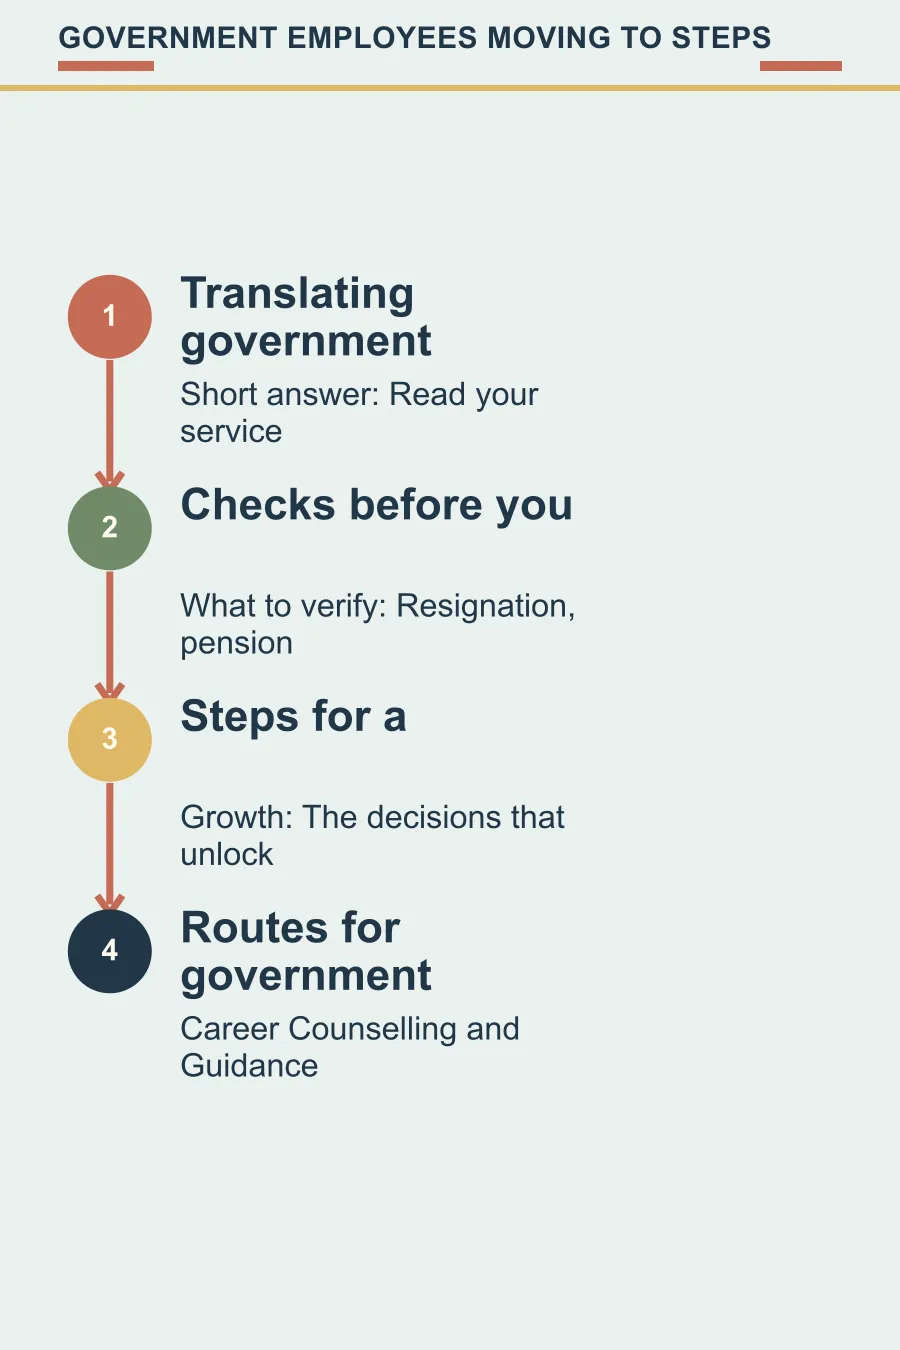 GOVERNMENT EMPLOYEES MOVING TO STEPS
1
Translating
government
Short answer: Read your
service
2
Checks before you
What to verify: Resignation,
pension
3
Steps for a
Growth: The decisions that
unlock
4
Routes for
government
Career Counselling and
Guidance